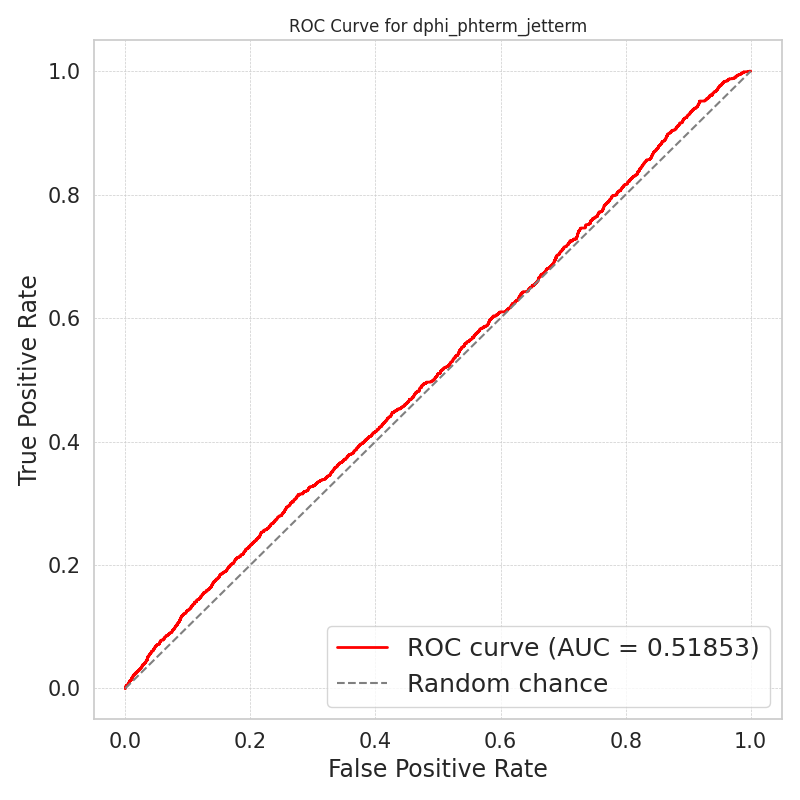 ROC Curve for dphi_phterm_jetterm
1.0
0.8
0.6
0.4
0.2
0.0
True Positive Rate
ROC curve (AUC = 0.51853)
Random chance
0.0 0.2 0.4 0.6 0.8 1.0
False Positive Rate